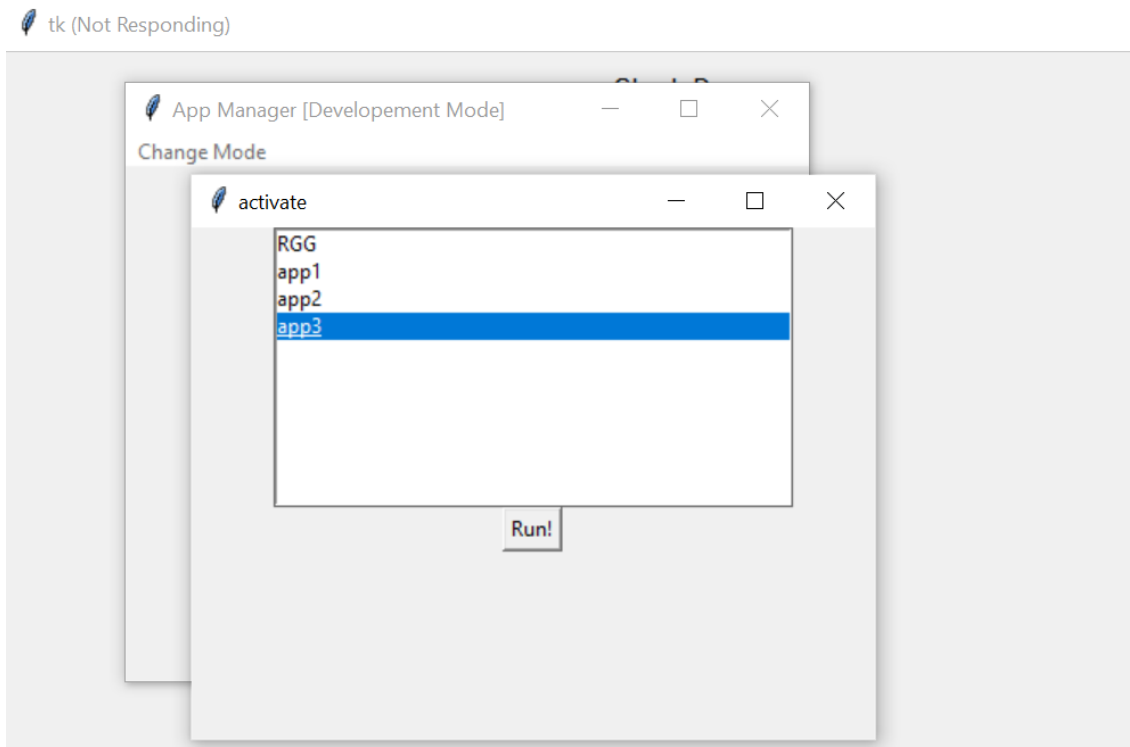 tk (Not Responding)
App Manager [Developement Mode]
Change Mode
activate
RGG
app1
app2
app3
Run!